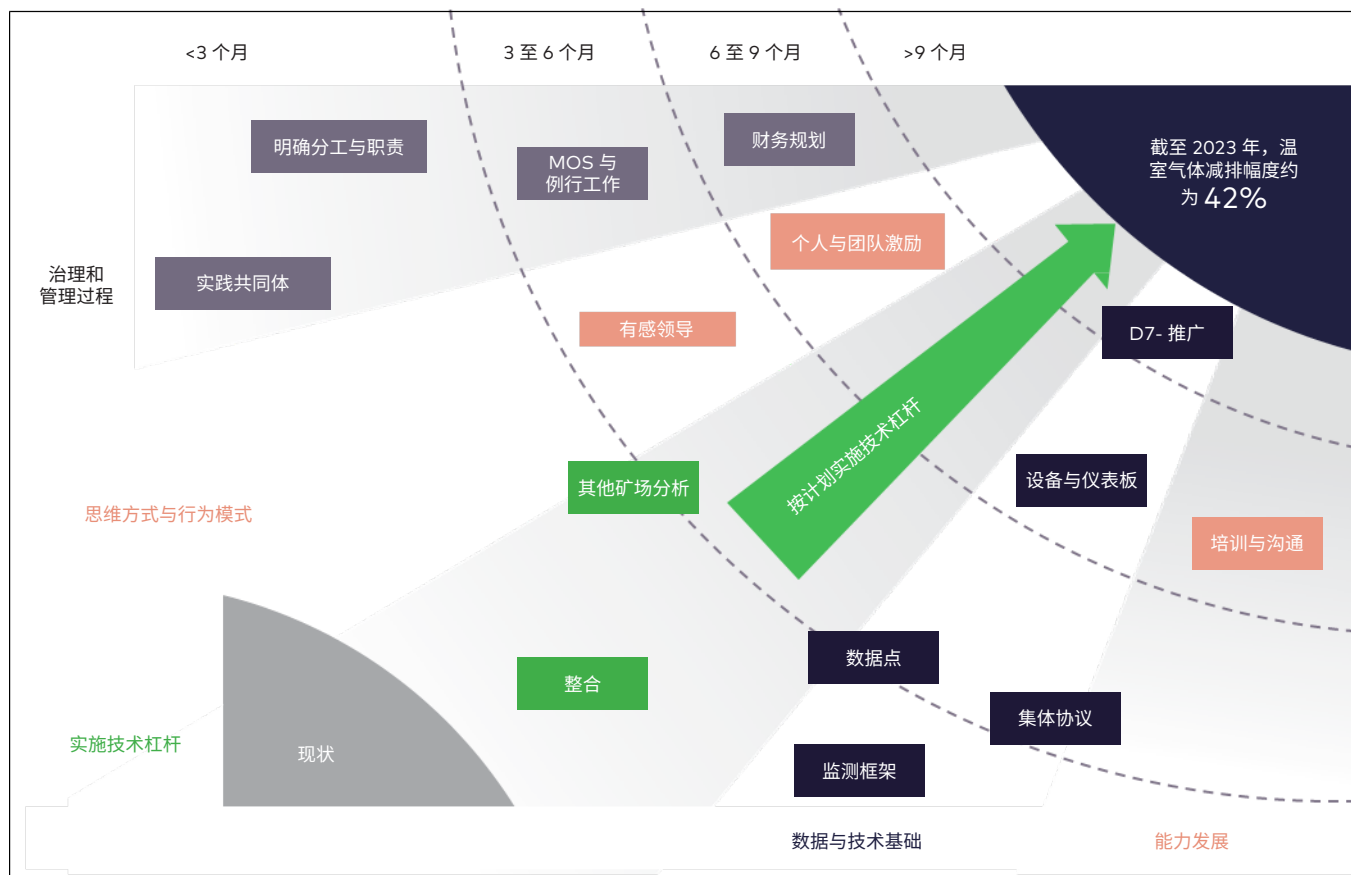 <3 个月
3 至 6 个月
6 至 9 个月
>9 个月
明确分工与职责
MOS 与
例行工作
财务规划
截至 2023 年，温
室气体减排幅度约
为 42%
治理和
管理过程
实践共同体
个人与团队激励
有感领导
D7- 推广
按计划实施技术杠杆
其他矿场分析
设备与仪表板
思维方式与行为模式
培训与沟通
数据点
整合
集体协议
实施技术杠杆
现状
监测框架
数据与技术基础
能力发展